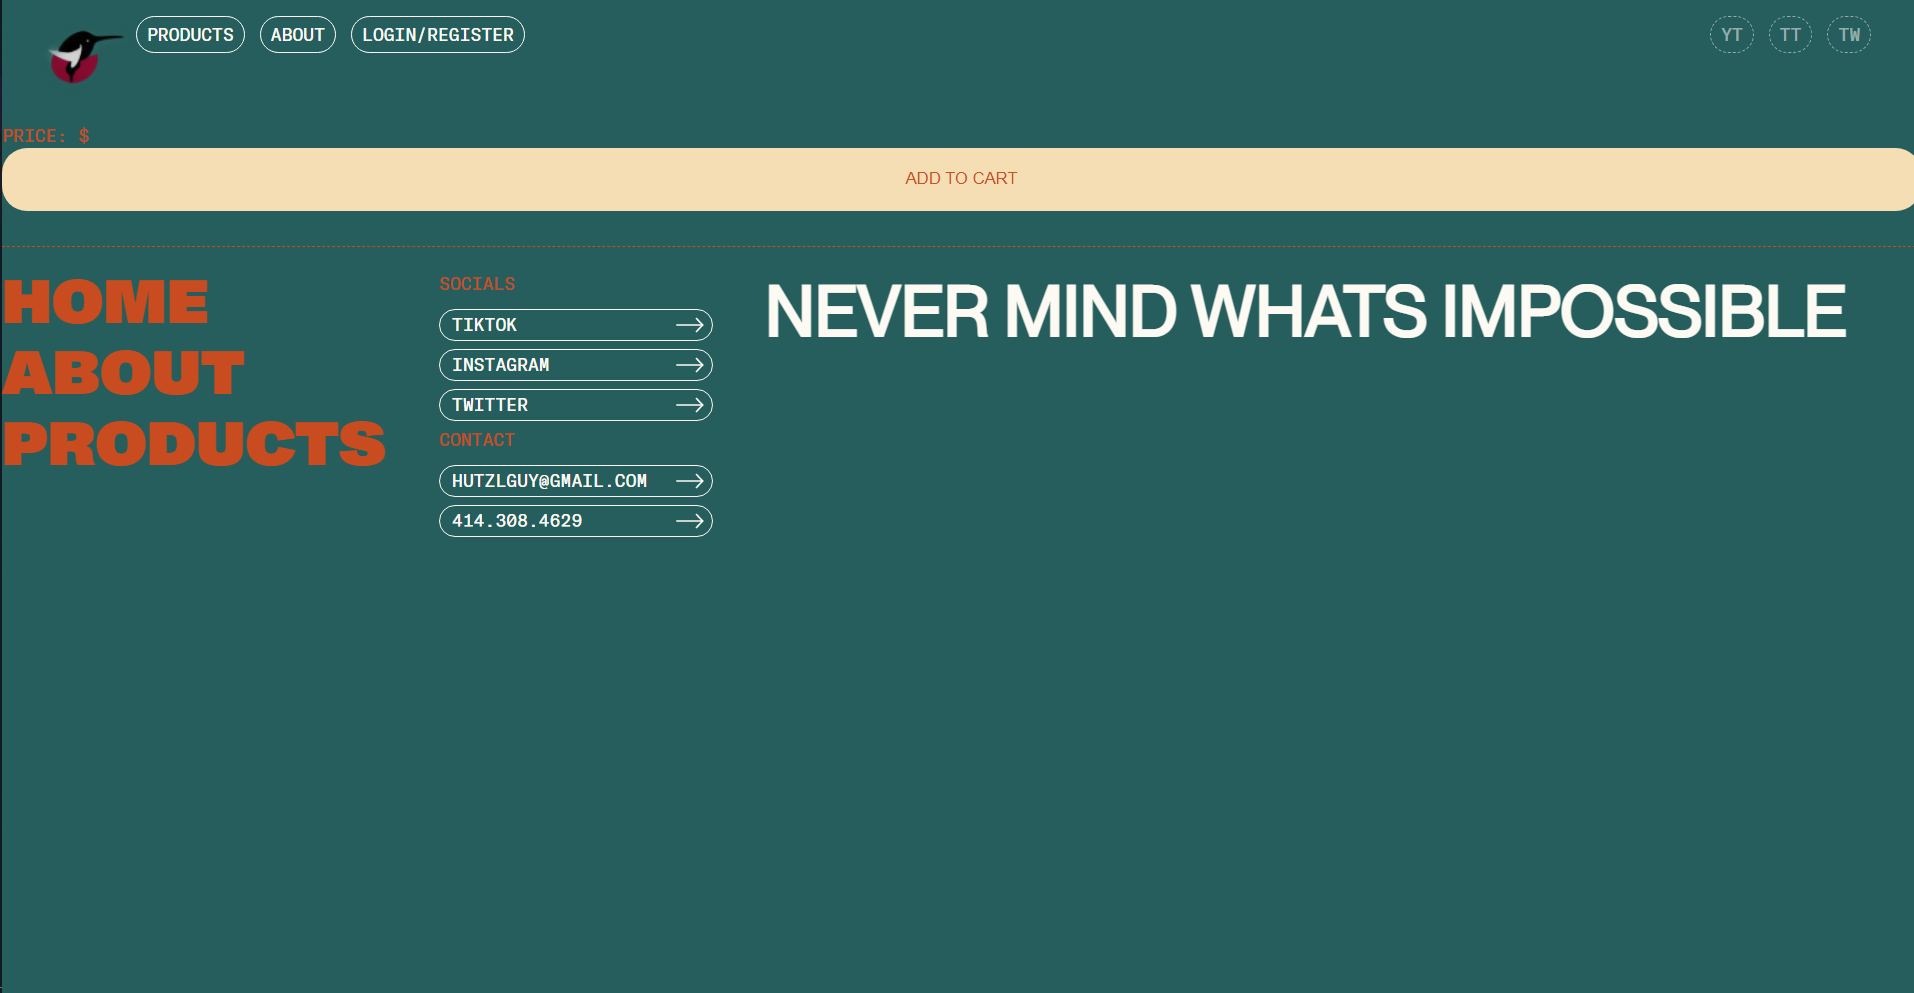 PRODUCTS ABOUT LOGIN/REGISTER YT TT TW
PRICE: $
ADD TO CART
HOME
ABOUT
PRODUCTS
SOCIALS
TIKTOK
INSTAGRAM
TWITTER
CONTACT
HUTZLGUY@GMAIL.COM
414.308.4629
NEVER MIND WHATS IMPOSSIBLE